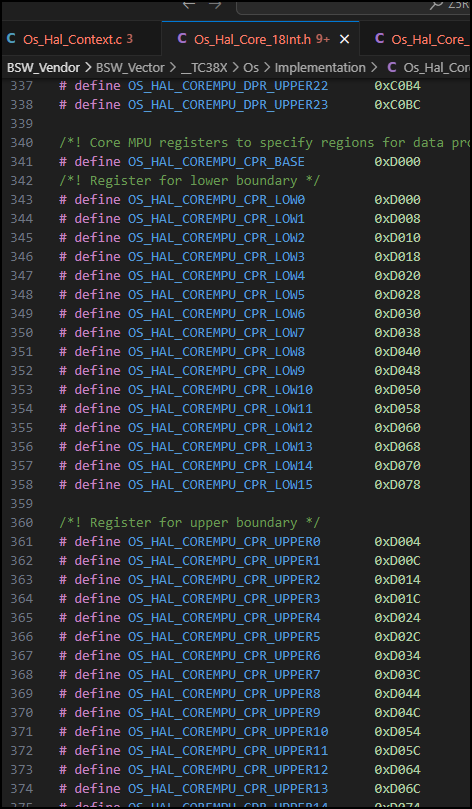 Os_Hal_Context.c 3 Os_Hal_Core_18Int.h 9+ Os_Hal_Core_
BSW_Vendor > BSW_Vector > __TC38X > Os > Implementation > C Os_Hal_Cor
337 # define OS_HAL_COREMPU_DPR_UPPER22 0xC0B4
338 # define OS_HAL_COREMPU_DPR_UPPER23 0xC0BC
339
340 /*! Core MPU registers to specify regions for data pro
341 # define OS_HAL_COREMPU_CPR_BASE 0xD000
342 /*! Register for lower boundary */
343 # define OS_HAL_COREMPU_CPR_LOW0 0xD000
344 # define OS_HAL_COREMPU_CPR_LOW1 0xD008
345 # define OS_HAL_COREMPU_CPR_LOW2 0xD010
346 # define OS_HAL_COREMPU_CPR_LOW3 0xD018
347 # define OS_HAL_COREMPU_CPR_LOW4 0xD020
348 # define OS_HAL_COREMPU_CPR_LOW5 0xD028
349 # define OS_HAL_COREMPU_CPR_LOW6 0xD030
350 # define OS_HAL_COREMPU_CPR_LOW7 0xD038
351 # define OS_HAL_COREMPU_CPR_LOW8 0xD040
352 # define OS_HAL_COREMPU_CPR_LOW9 0xD048
353 # define OS_HAL_COREMPU_CPR_LOW10 0xD050
354 # define OS_HAL_COREMPU_CPR_LOW11 0xD058
355 # define OS_HAL_COREMPU_CPR_LOW12 0xD060
356 # define OS_HAL_COREMPU_CPR_LOW13 0xD068
357 # define OS_HAL_COREMPU_CPR_LOW14 0xD070
358 # define OS_HAL_COREMPU_CPR_LOW15 0xD078
359
360 /*! Register for upper boundary */
361 # define OS_HAL_COREMPU_CPR_UPPER0 0xD004
362 # define OS_HAL_COREMPU_CPR_UPPER1 0xD00C
363 # define OS_HAL_COREMPU_CPR_UPPER2 0xD014
364 # define OS_HAL_COREMPU_CPR_UPPER3 0xD01C
365 # define OS_HAL_COREMPU_CPR_UPPER4 0xD024
366 # define OS_HAL_COREMPU_CPR_UPPER5 0xD02C
367 # define OS_HAL_COREMPU_CPR_UPPER6 0xD034
368 # define OS_HAL_COREMPU_CPR_UPPER7 0xD03C
369 # define OS_HAL_COREMPU_CPR_UPPER8 0xD044
370 # define OS_HAL_COREMPU_CPR_UPPER9 0xD04C
371 # define OS_HAL_COREMPU_CPR_UPPER10 0xD054
372 # define OS_HAL_COREMPU_CPR_UPPER11 0xD05C
373 # define OS_HAL_COREMPU_CPR_UPPER12 0xD064
374 # define OS_HAL_COREMPU_CPR_UPPER13 0xD06C
375 # define OS_HAL_COREMPU_CPR_UPPER14 0xD074